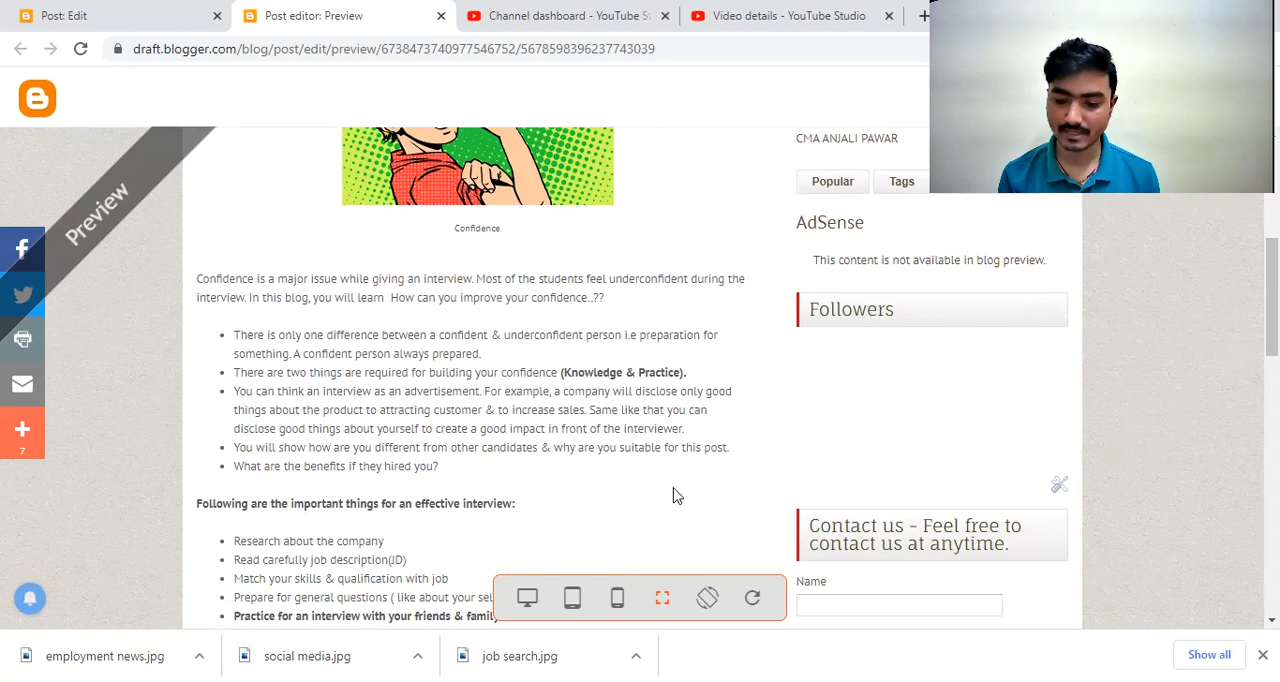 Post: Edit
Post editor: Preview
Channel dashboard - YouTube St
Video details - YouTube Studio
draft.blogger.com/blog/post/edit/preview/6738473740977546752/5678598396237743039
Preview
CMA ANJALI PAWAR
Popular
Tags
Confidence
AdSense
This content is not available in blog preview.
Confidence is a major issue while giving an interview. Most of the students feel underconfident during the
interview. In this blog, you will learn How can you improve your confidence..??
Followers
There is only one difference between a confident & underconfident person i.e preparation for
something. A confident person always prepared.
There are two things are required for building your confidence (Knowledge & Practice).
You can think an interview as an advertisement. For example, a company will disclose only good
things about the product to attracting customer & to increase sales. Same like that you can
disclose good things about yourself to create a good impact in front of the interviewer.
You will show how are you different from other candidates & why are you suitable for this post.
What are the benefits if they hired you?
7
Following are the important things for an effective interview:
Contact us - Feel free to
contact us at anytime.
Research about the company
Read carefully job description(JD)
Match your skills & qualification with job
Prepare for general questions ( like about your sel
Practice for an interview with your friends & family
Name
employment news.jpg
social media.jpg
job search.jpg
Show all